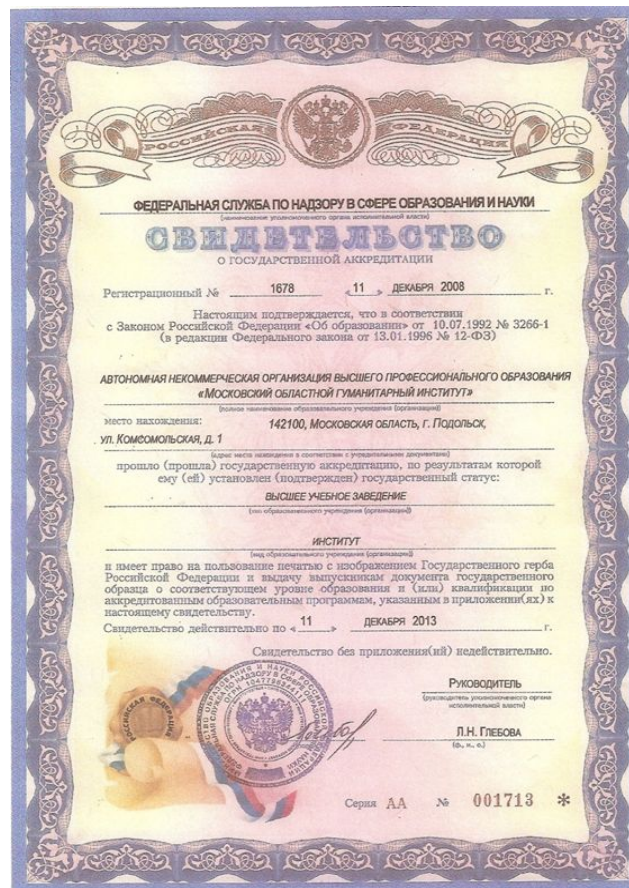 РОССИЙСКАЯ ФЕДЕРАЦИЯ
ФЕДЕРАЛЬНАЯ СЛУЖБА ПО НАДЗОРУ В СФЕРЕ ОБРАЗОВАНИЯ И НАУКИ
(наименование уполномоченного органа исполнительной власти)
СВИДЕТЕЛЬСТВО
О ГОСУДАРСТВЕННОЙ АККРЕДИТАЦИИ
Регистрационный № 1678 « 11 » ДЕКАБРЯ 2008 г.
Настоящим подтверждается, что в соответствии
с Законом Российской Федерации «Об образовании» от 10.07.1992 № 3266-1
(в редакции Федерального закона от 13.01.1996 № 12-ФЗ)
АВТОНОМНАЯ НЕКОММЕРЧЕСКАЯ ОРГАНИЗАЦИЯ ВЫСШЕГО ПРОФЕССИОНАЛЬНОГО ОБРАЗОВАНИЯ
«МОСКОВСКИЙ ОБЛАСТНОЙ ГУМАНИТАРНЫЙ ИНСТИТУТ»
(полное наименование образовательного учреждения (организации))
место нахождения: 142100, МОСКОВСКАЯ ОБЛАСТЬ, Г. ПОДОЛЬСК,
УЛ. КОМСОМОЛЬСКАЯ, Д. 1
(адрес места нахождения в соответствии с учредительными документами)
прошло (прошла) государственную аккредитацию, по результатам которой
ему (ей) установлен (подтвержден) государственный статус:
ВЫСШЕЕ УЧЕБНОЕ ЗАВЕДЕНИЕ
(тип образовательного учреждения (организации))
ИНСТИТУТ
(вид образовательного учреждения (организации))
и имеет право на пользование печатью с изображением Государственного герба
Российской Федерации и выдачу выпускникам документа государственного
образца о соответствующем уровне образования и (или) квалификации по
аккредитованным образовательным программам, указанным в приложении(ях) к
настоящему свидетельству.
Свидетельство действительно по « 11 » ДЕКАБРЯ 2013 г.
Свидетельство без приложения(ий) недействительно.
РУКОВОДИТЕЛЬ
(руководитель уполномоченного органа
исполнительной власти)
Л.Н. ГЛЕБОВА
(ф., и., о.)
РОССИЙСКАЯ ФЕДЕРАЦИЯ
Серия АА № 001713 *